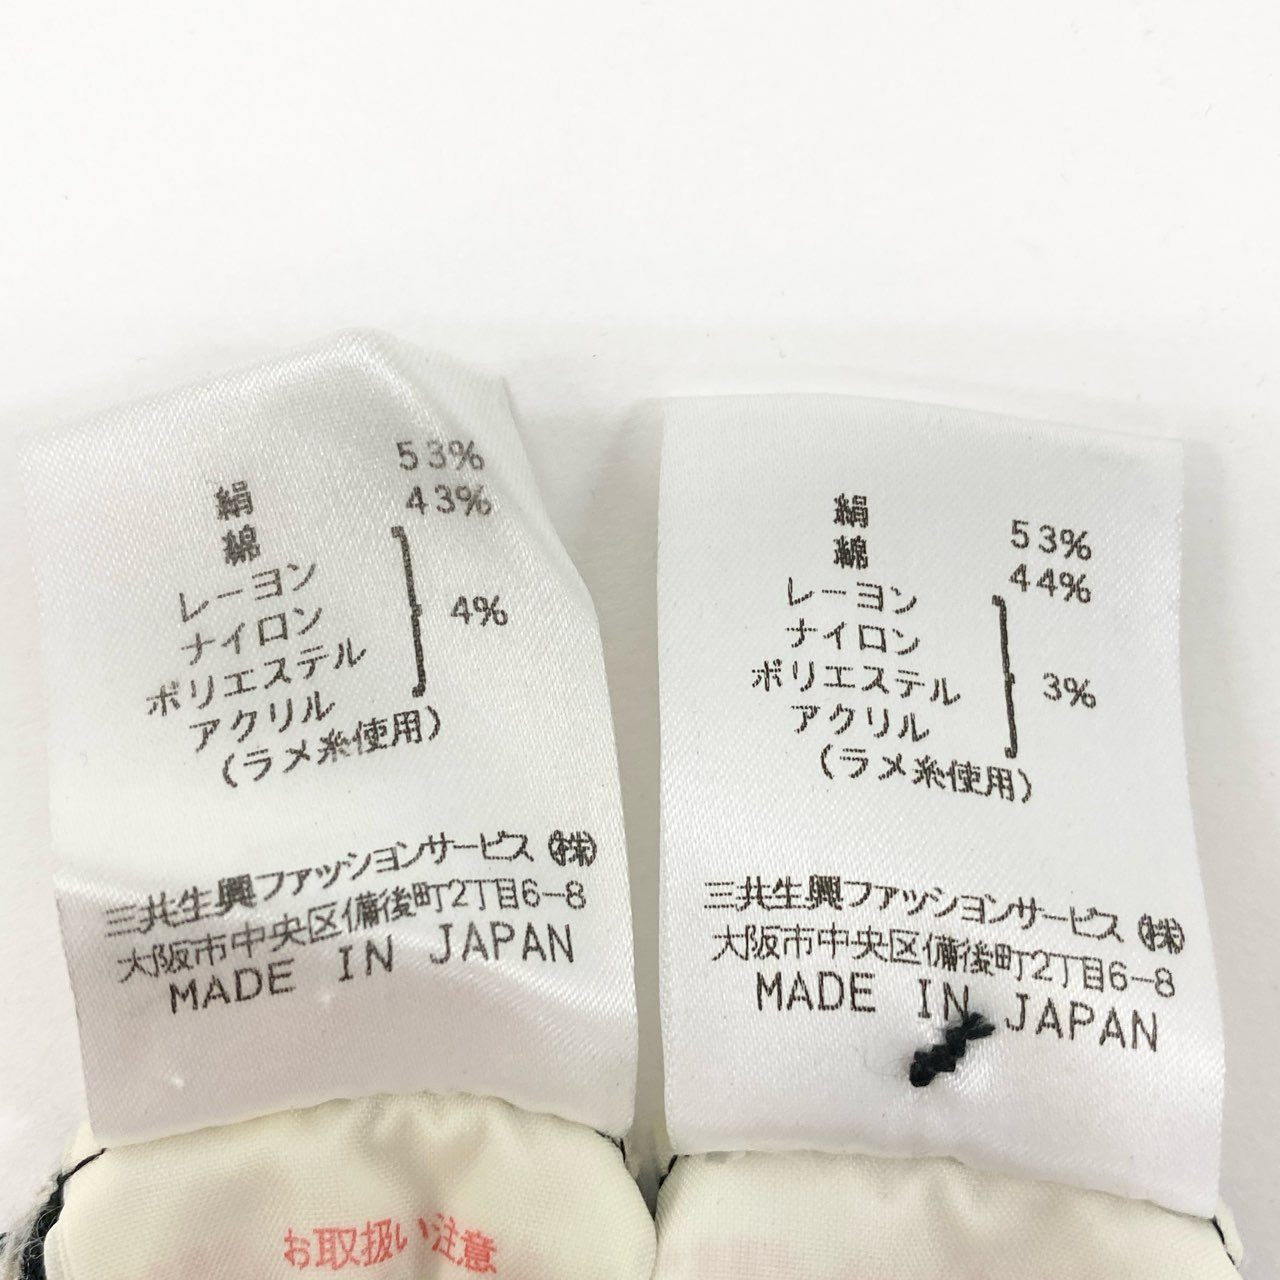 絹 53%
綿 43%
レーヨン
ナイロン
ポリエステル
アクリル
4%
(ラメ糸使用)
三共生興ファッションサービス㈱
大阪市中央区備後町2丁目6-8
MADE IN JAPAN
お取扱い注意
絹 53%
綿 44%
レーヨン
ナイロン
ポリエステル
アクリル
3%
(ラメ糸使用)
三共生興ファッションサービス㈱
大阪市中央区備後町2丁目6-8
MADE IN JAPAN